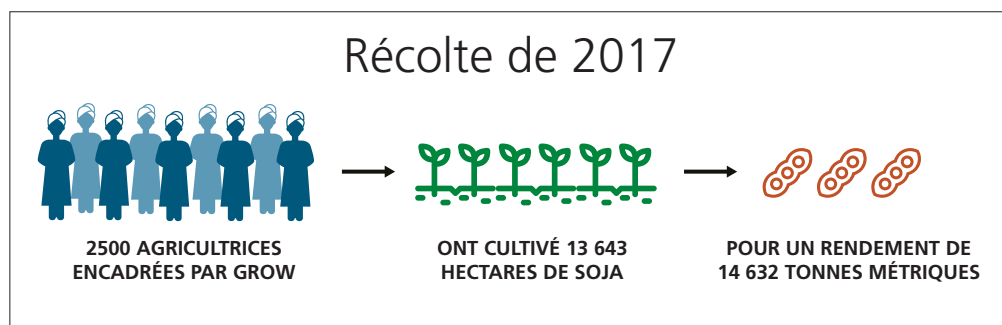 Récolte de 2017
2500 AGRICULTRICES
ENCADRÉES PAR GROW
ONT CULTIVÉ 13 643
HECTARES DE SOJA
POUR UN RENDEMENT DE
14 632 TONNES MÉTRIQUES